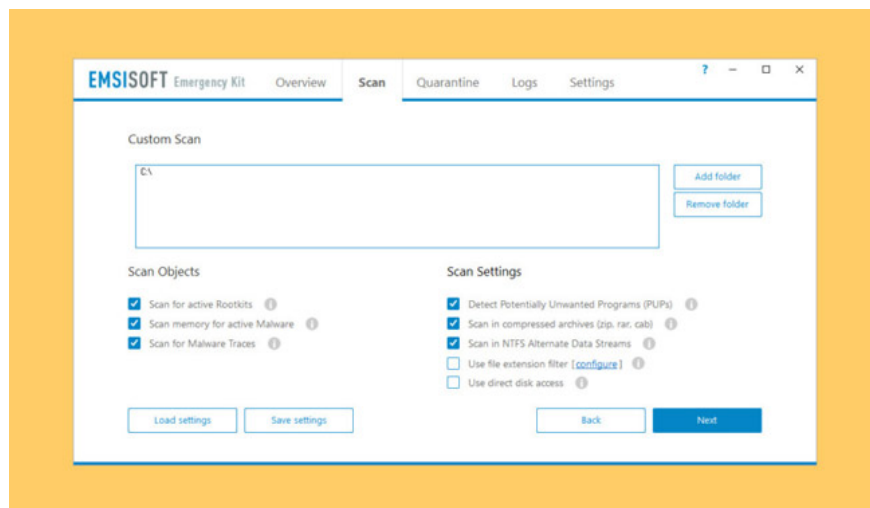 EMSISOFT Emergency Kit Overview Scan Quarantine Logs Settings ?
Custom Scan
C:\
Add folder
Remove folder
Scan Objects
Scan for active Rootkits
Scan memory for active Malware
Scan for Malware Traces
Scan Settings
Detect Potentially Unwanted Programs (PUPs)
Scan in compressed archives (zip, rar, cab)
Scan in NTFS Alternate Data Streams
Use file extension filter [configure]
Use direct disk access
Load settings Save settings Back Next